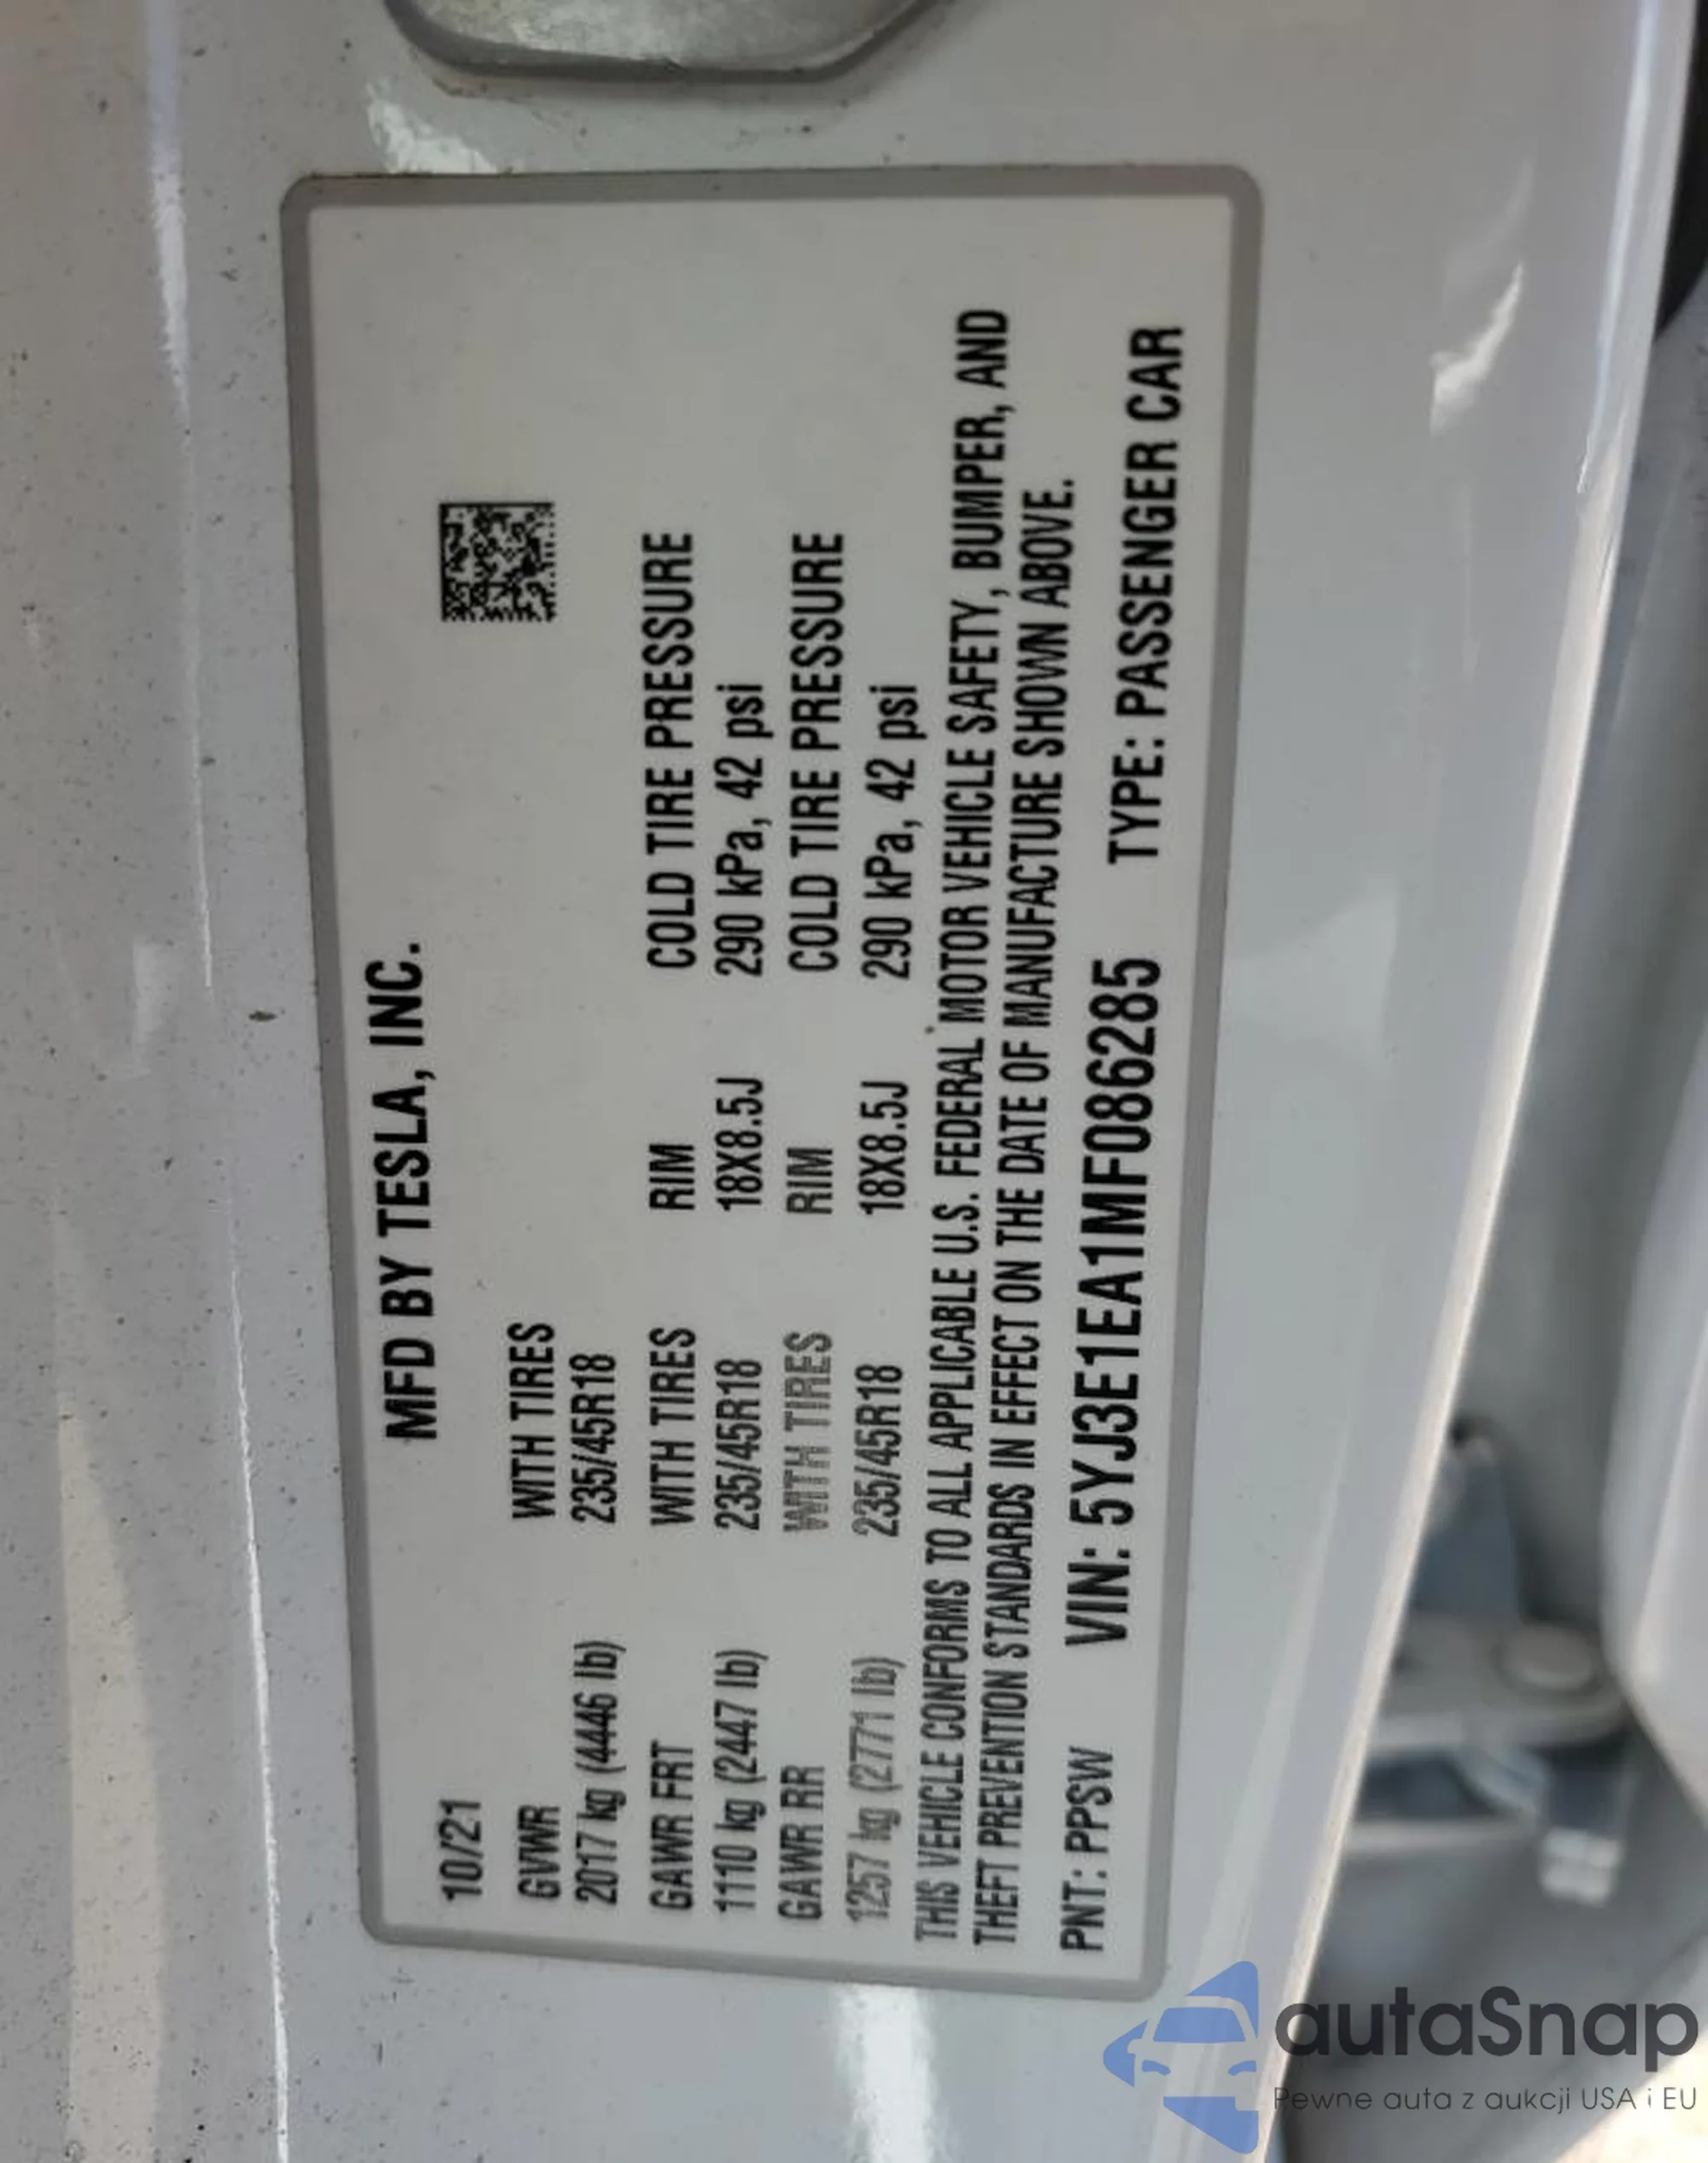 MFD BY TESLA, INC.
10/21
GVWR WITH TIRES
2017 kg (4446 lb) 235/45R18
GAWR FRT WITH TIRES RIM COLD TIRE PRESSURE
1110 kg (2447 lb) 235/45R18 18X8.5J 290 kPa, 42 psi
GAWR RR WITH TIRES RIM COLD TIRE PRESSURE
1257 kg (2771 lb) 235/45R18 18X8.5J 290 kPa, 42 psi
THIS VEHICLE CONFORMS TO ALL APPLICABLE U.S. FEDERAL MOTOR VEHICLE SAFETY, BUMPER, AND
THEFT PREVENTION STANDARDS IN EFFECT ON THE DATE OF MANUFACTURE SHOWN ABOVE.
PNT: PPSW VIN: 5YJ3E1EA1MF086285 TYPE: PASSENGER CAR
autaSnap
Pewne auta z aukcji USA i EU